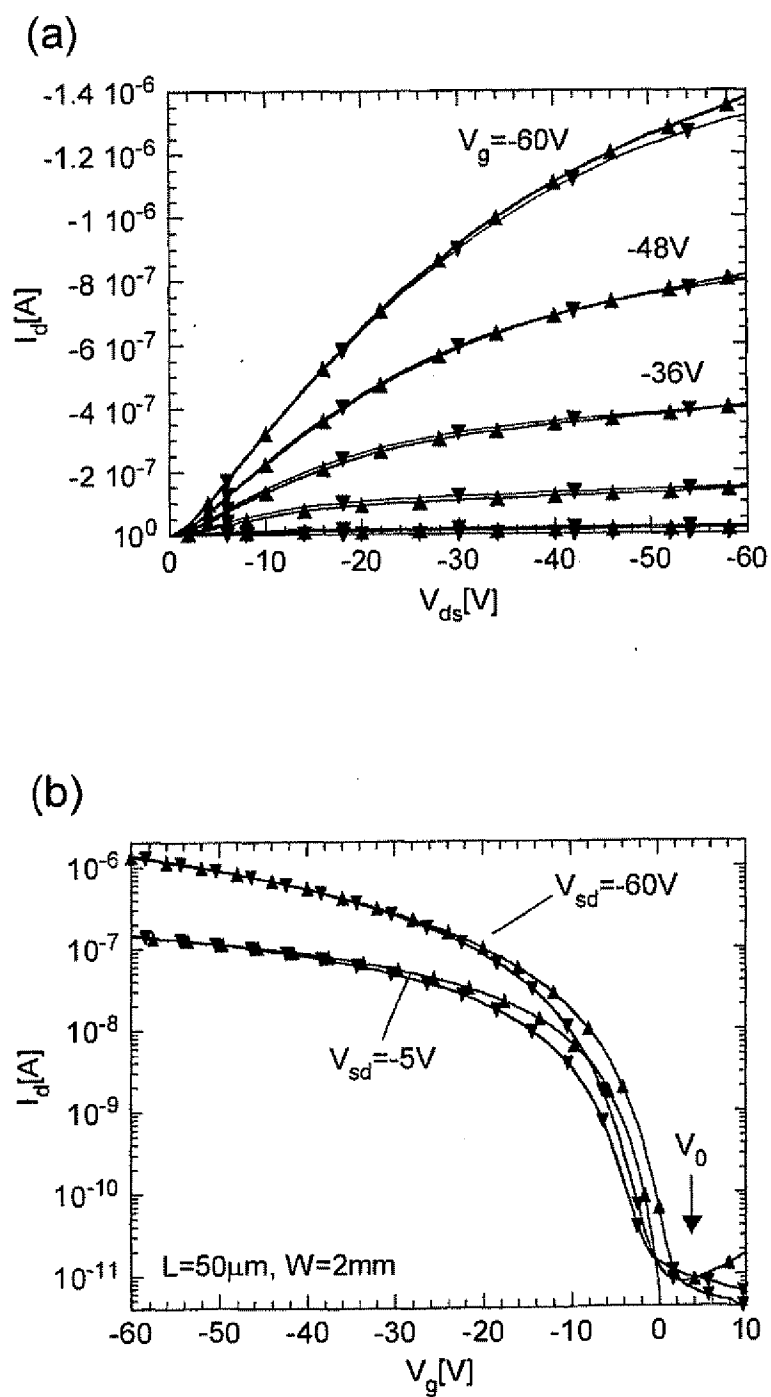 (a)
-1.4 10⁻⁶
-1.2 10⁻⁶
-1 10⁻⁶
-8 10⁻⁷
-6 10⁻⁷
-4 10⁻⁷
-2 10⁻⁷
10⁰
I_d[A]
V_g=-60V
-48V
-36V
0 -10 -20 -30 -40 -50 -60
V_ds[V]
(b)
10⁻⁶
10⁻⁷
10⁻⁸
10⁻⁹
10⁻¹⁰
10⁻¹¹
I_d[A]
V_sd=-60V
V_sd=-5V
V₀
L=50μm, W=2mm
-60 -50 -40 -30 -20 -10 0 10
V_g[V]